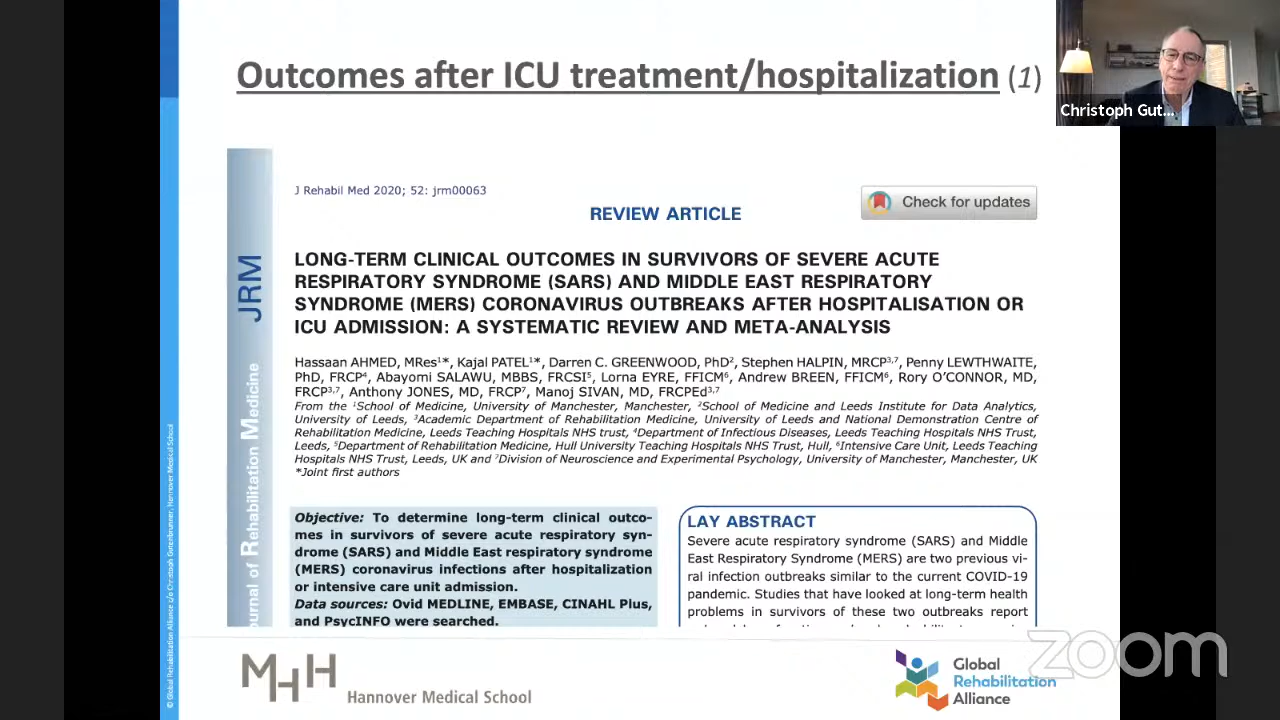 Outcomes after ICU treatment/hospitalization (1)
Christoph Gut...
J Rehabil Med 2020; 52: jrm00063
REVIEW ARTICLE
Check for updates
LONG-TERM CLINICAL OUTCOMES IN SURVIVORS OF SEVERE ACUTE
RESPIRATORY SYNDROME (SARS) AND MIDDLE EAST RESPIRATORY
SYNDROME (MERS) CORONAVIRUS OUTBREAKS AFTER HOSPITALISATION OR
ICU ADMISSION: A SYSTEMATIC REVIEW AND META-ANALYSIS
Hassaan AHMED, MRes¹*, Kajal PATEL¹*, Darren C. GREENWOOD, PhD², Stephen HALPIN, MRCP³,⁷, Penny LEWTHWAITE,
PhD, FRCP⁴, Abayomi SALAWU, MBBS, FRCSI⁵, Lorna EYRE, FFICM⁶, Andrew BREEN, FFICM⁶, Rory O'CONNOR, MD,
FRCP³,⁷, Anthony JONES, MD, FRCP⁷, Manoj SIVAN, MD, FRCPEd³,⁷
From the ¹School of Medicine, University of Manchester, Manchester, ²School of Medicine and Leeds Institute for Data Analytics,
University of Leeds, ³Academic Department of Rehabilitation Medicine, University of Leeds and National Demonstration Centre of
Rehabilitation Medicine, Leeds Teaching Hospitals NHS trust, ⁴Department of Infectious Diseases, Leeds Teaching Hospitals NHS Trust,
Leeds, ⁵Department of Rehabilitation Medicine, Hull University Teaching Hospitals NHS Trust, Hull, ⁶Intensive Care Unit, Leeds Teaching
Hospitals NHS Trust, Leeds, UK and ⁷Division of Neuroscience and Experimental Psychology, University of Manchester, Manchester, UK
*Joint first authors
Objective: To determine long-term clinical outco-
mes in survivors of severe acute respiratory syn-
drome (SARS) and Middle East respiratory syndrome
(MERS) coronavirus infections after hospitalization
or intensive care unit admission.
Data sources: Ovid MEDLINE, EMBASE, CINAHL Plus,
and PsycINFO were searched.
LAY ABSTRACT
Severe acute respiratory syndrome (SARS) and Middle
East Respiratory Syndrome (MERS) are two previous vi-
ral infection outbreaks similar to the current COVID-19
pandemic. Studies that have looked at long-term health
problems in survivors of these two outbreaks report
JRM
ournal of Rehabilitation Medicine
© Global Rehabilitation Alliance c/o Christoph Gutenbrunner, Hannover Medical School
MHH
Hannover Medical School
Global
Rehabilitation
Alliance
zoom